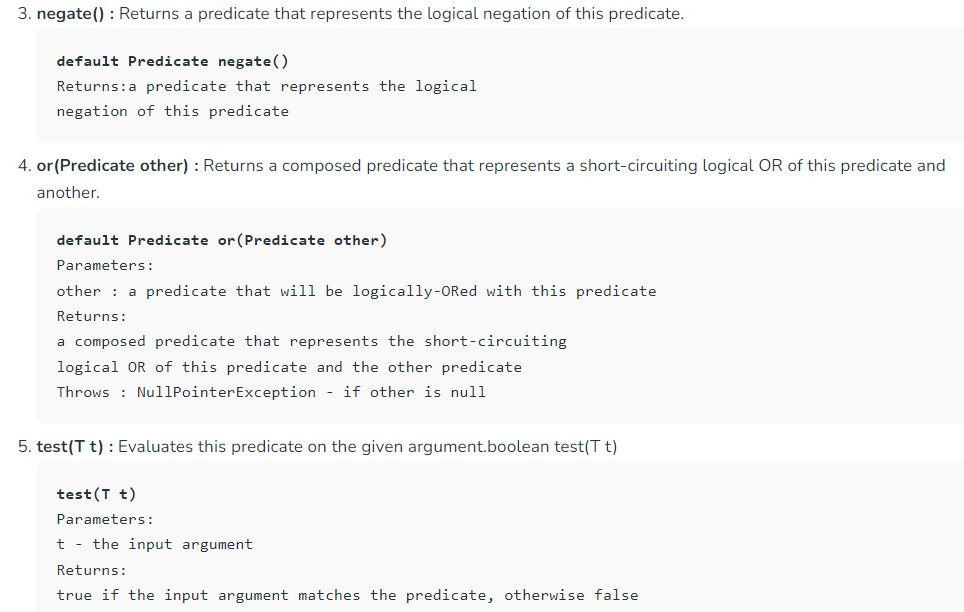 3. negate() : Returns a predicate that represents the logical negation of this predicate.
default Predicate negate()
Returns:a predicate that represents the logical
negation of this predicate
4. or(Predicate other) : Returns a composed predicate that represents a short-circuiting logical OR of this predicate and
another.
default Predicate or(Predicate other)
Parameters:
other : a predicate that will be logically-ORed with this predicate
Returns:
a composed predicate that represents the short-circuiting
logical OR of this predicate and the other predicate
Throws : NullPointerException - if other is null
5. test(T t) : Evaluates this predicate on the given argument.boolean test(T t)
test(T t)
Parameters:
t - the input argument
Returns:
true if the input argument matches the predicate, otherwise false